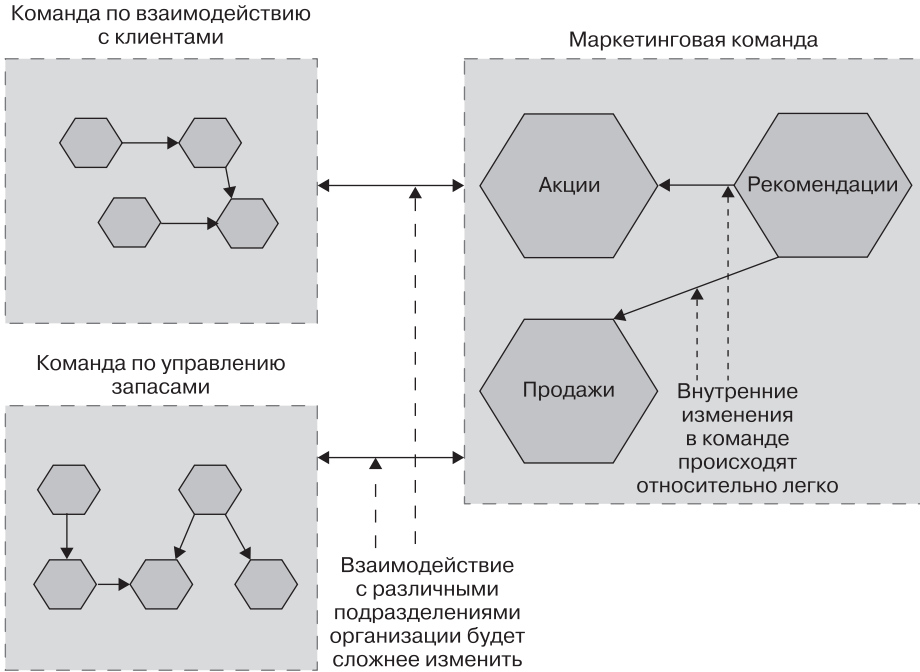 Команда по взаимодействию
с клиентами
Маркетинговая команда
Акции
Рекомендации
Продажи
Внутренние
изменения
в команде
происходят
относительно легко
Команда по управлению
запасами
Взаимодействие
с различными
подразделениями
организации будет
сложнее изменить